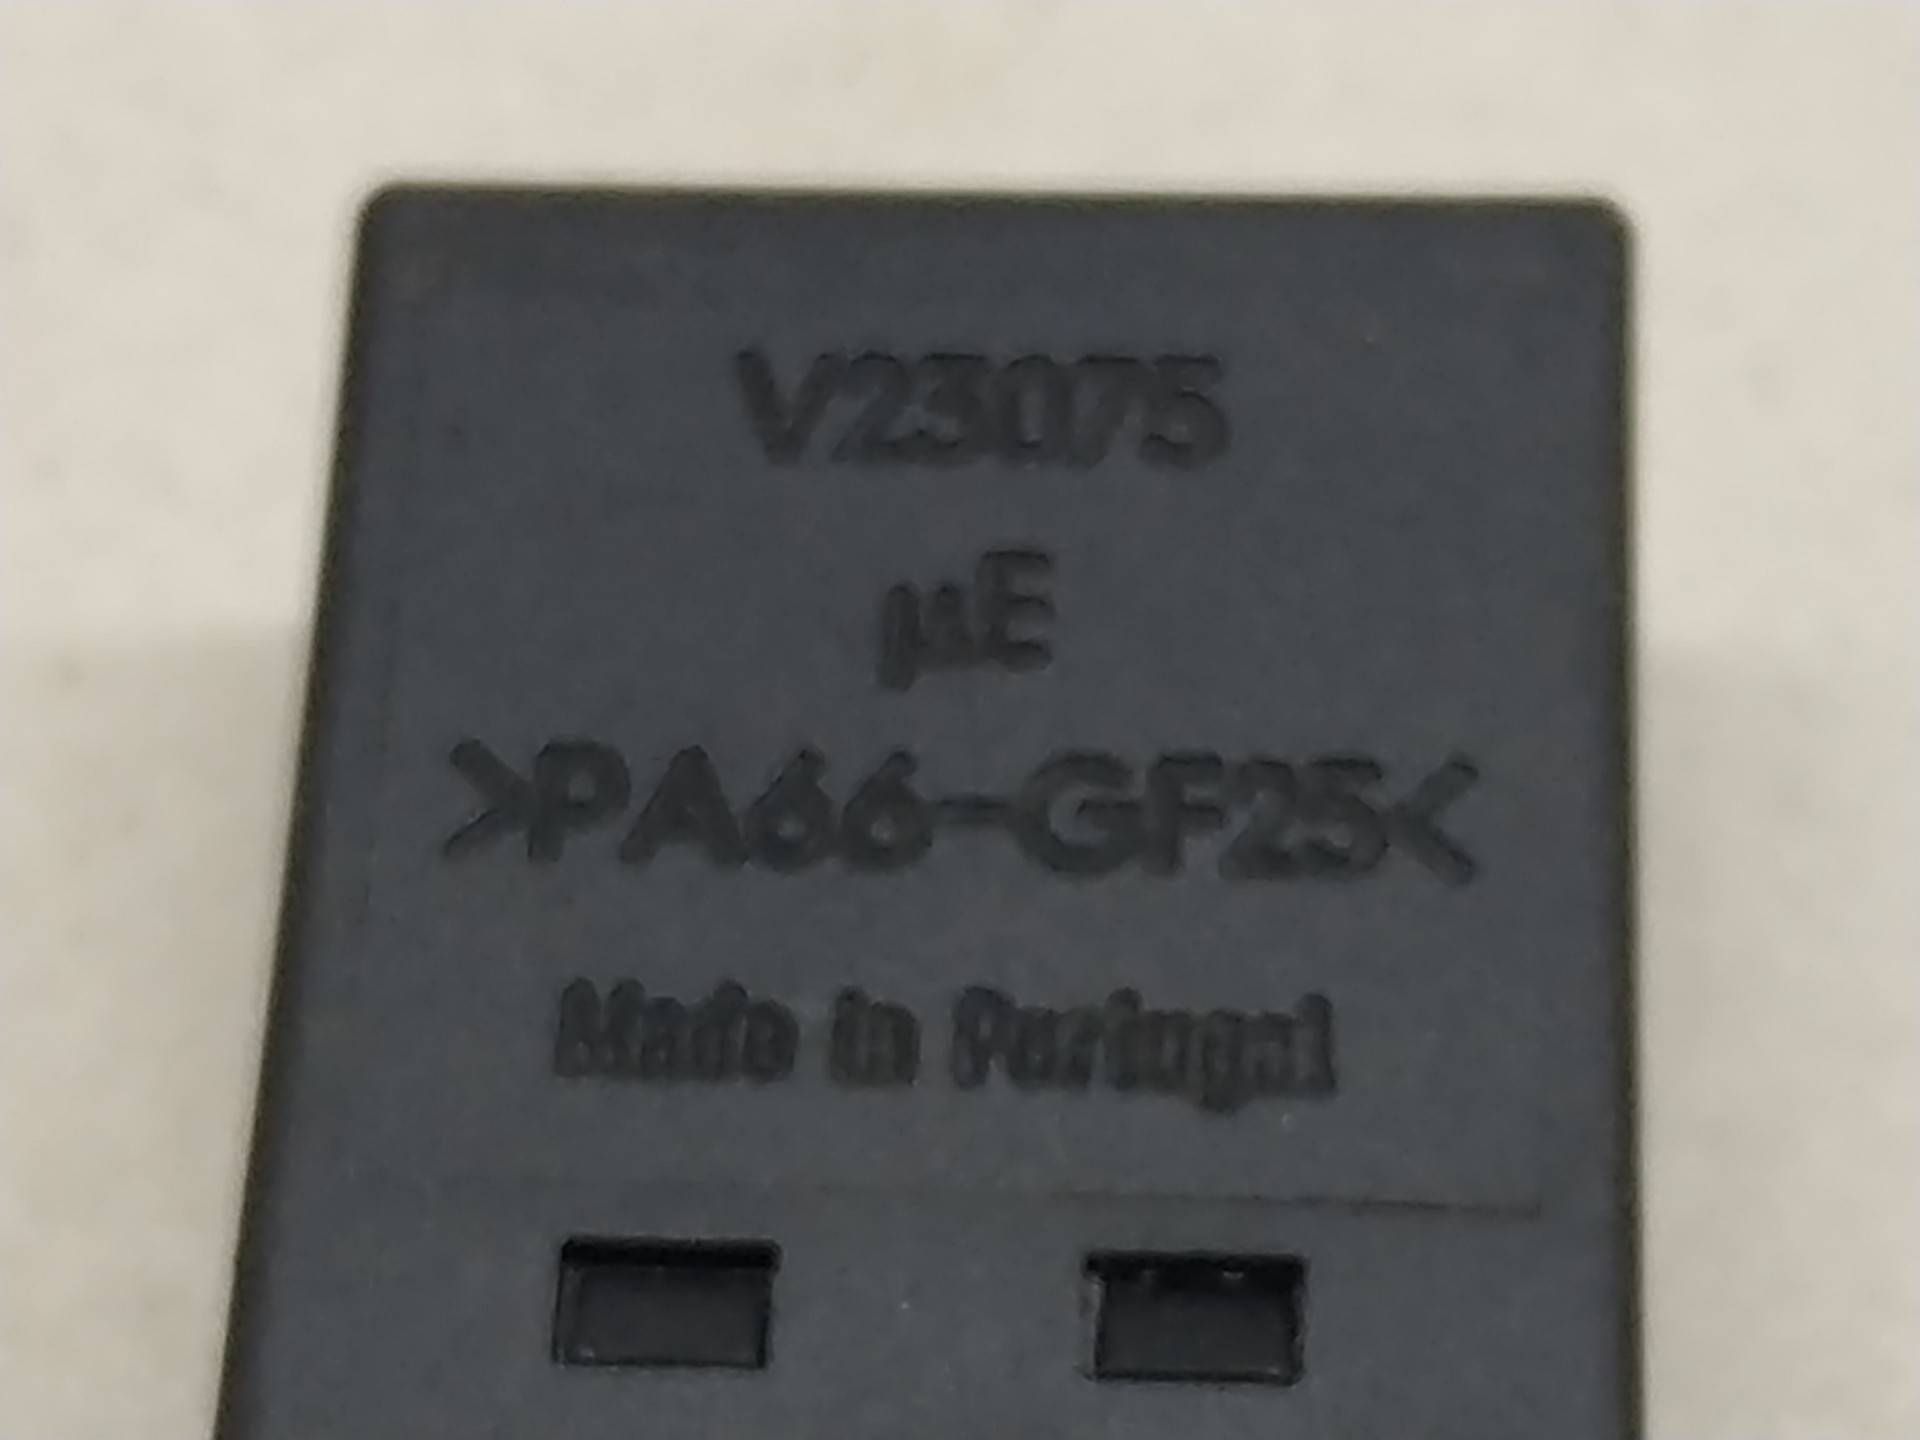 V23075
µE
>PA66-GF25<
Made in Portugal